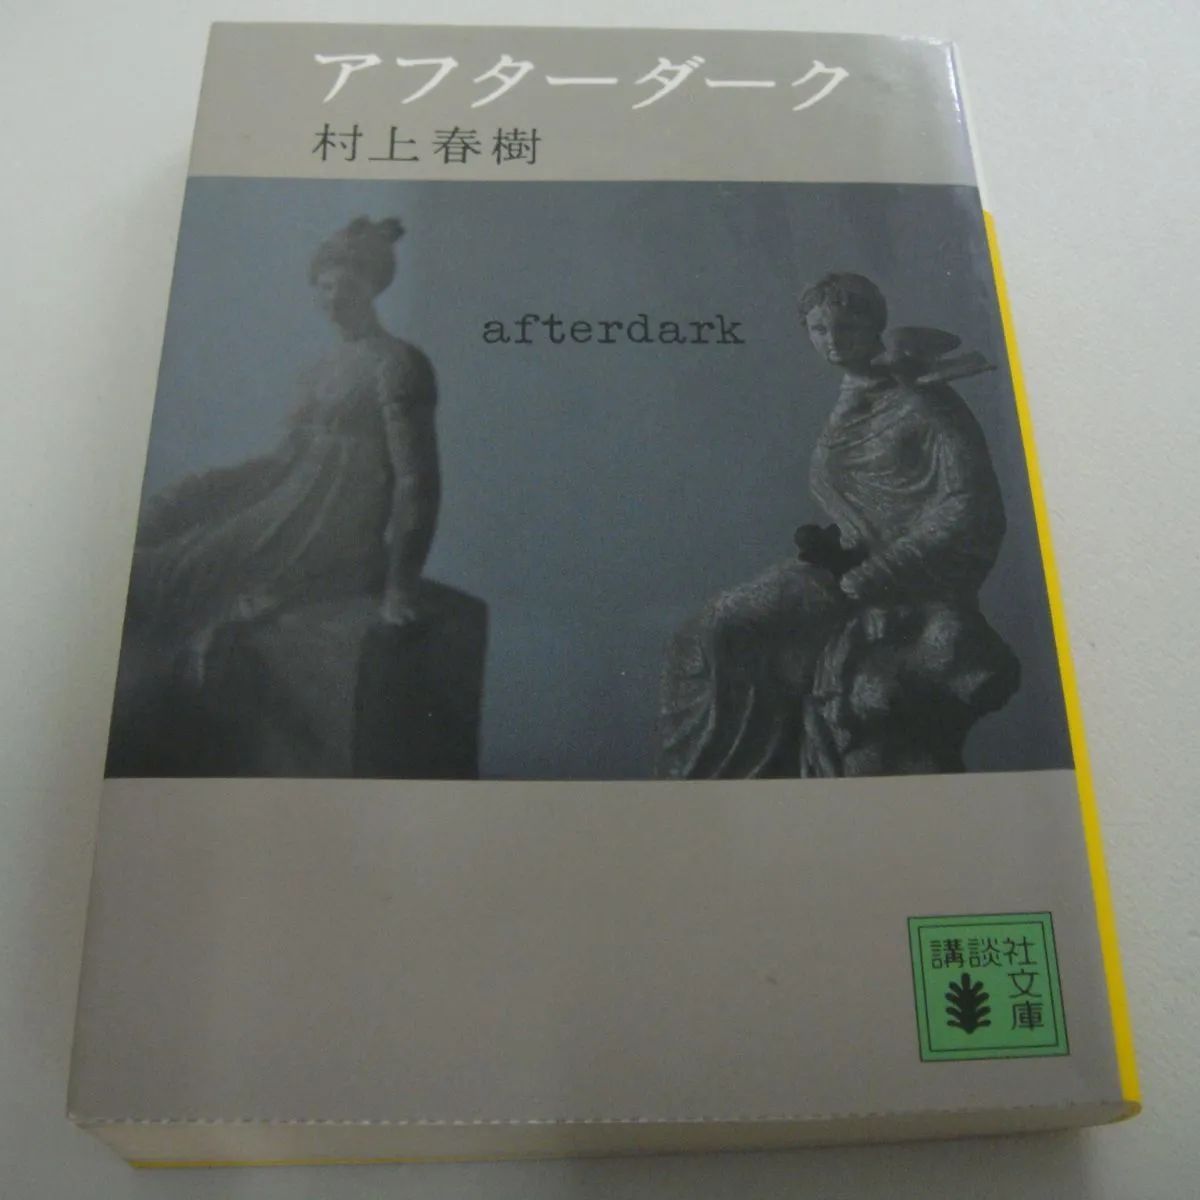 アフターダーク
村上春樹
afterdark
講談社
文庫